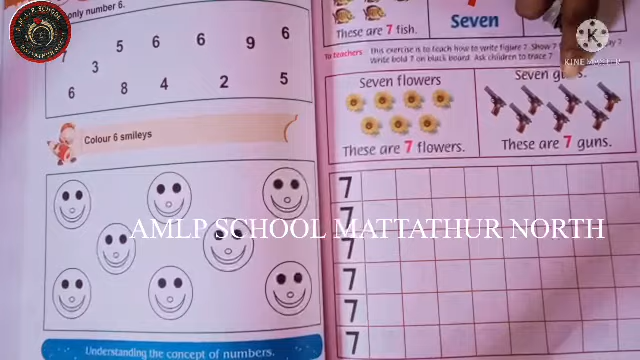 only number 6.
7 3 5 6 6 9 6
6 8 4 2 5
Colour 6 smileys
Understanding the concept of numbers.
These are 7 fish.
Seven
To teachers : This exercise is to teach how to write figure 7. Show 7
Write bold 7 on black board. Ask children to trace 7.
Seven flowers
These are 7 flowers.
Seven guns.
These are 7 guns.
7
7
7
7
7
7
AMLP SCHOOL MATTATHUR NORTH
K
KINEMASTER